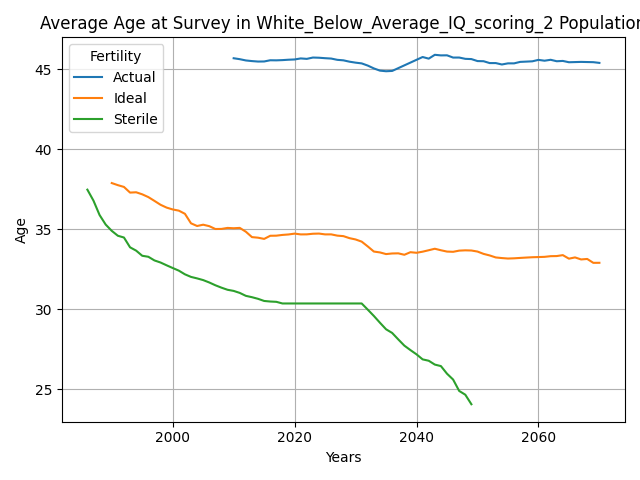 Average Age at Survey in White_Below_Average_IQ_scoring_2 Population
Fertility
Actual
Ideal
Sterile
45
40
35
30
25
Age
2000
2020
2040
2060
Years